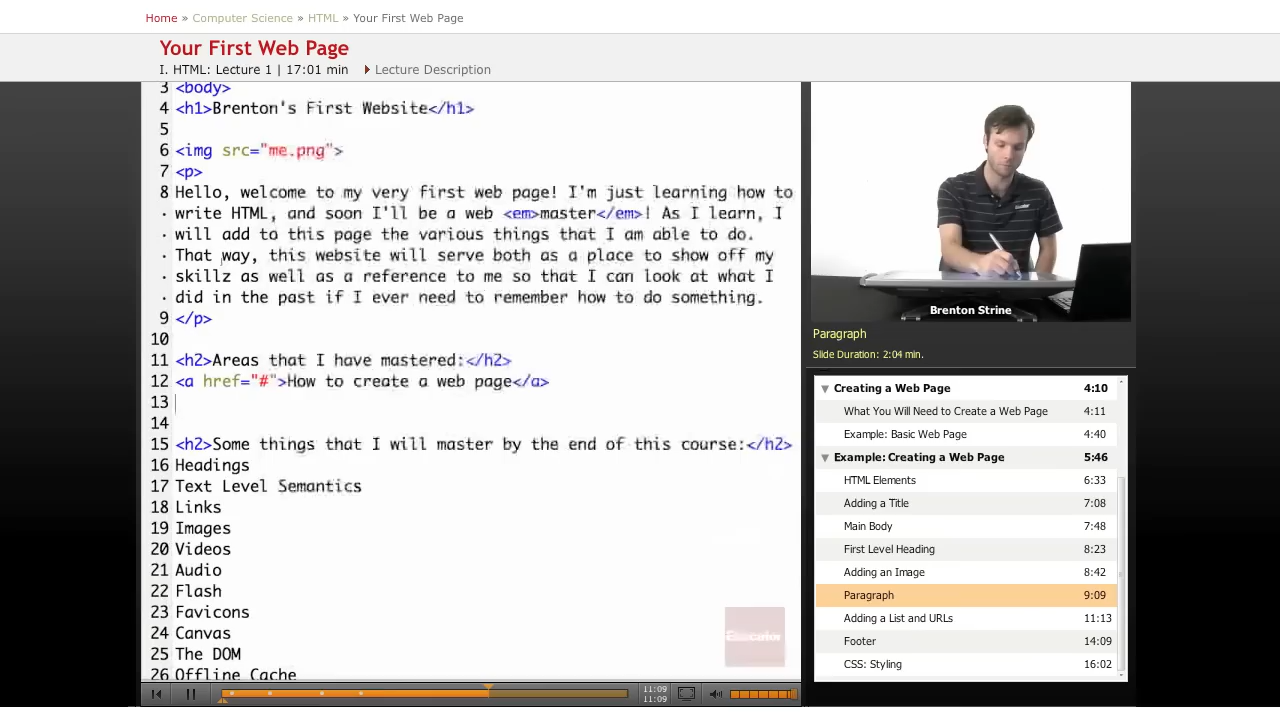 Home » Computer Science » HTML » Your First Web Page
Your First Web Page
I. HTML: Lecture 1 | 17:01 min Lecture Description
3 <body>
4 <h1>Brenton's First Website</h1>
5
6 <img src="me.png">
7 <p>
8 Hello, welcome to my very first web page! I'm just learning how to
· write HTML, and soon I'll be a web <em>master</em>! As I learn, I
· will add to this page the various things that I am able to do.
· That way, this website will serve both as a place to show off my
· skillz as well as a reference to me so that I can look at what I
· did in the past if I ever need to remember how to do something.
9 </p>
10
11 <h2>Areas that I have mastered:</h2>
12 <a href="#">How to create a web page</a>
13
14
15 <h2>Some things that I will master by the end of this course:</h2>
16 Headings
17 Text Level Semantics
18 Links
19 Images
20 Videos
21 Audio
22 Flash
23 Favicons
24 Canvas
25 The DOM
26 Offline Cache
Educator
11:09
11:09
Brenton Strine
Paragraph
Slide Duration: 2:04 min.
Creating a Web Page 4:10
What You Will Need to Create a Web Page 4:11
Example: Basic Web Page 4:40
Example: Creating a Web Page 5:46
HTML Elements 6:33
Adding a Title 7:08
Main Body 7:48
First Level Heading 8:23
Adding an Image 8:42
Paragraph 9:09
Adding a List and URLs 11:13
Footer 14:09
CSS: Styling 16:02